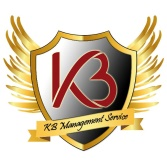 KB
K.B Management Service